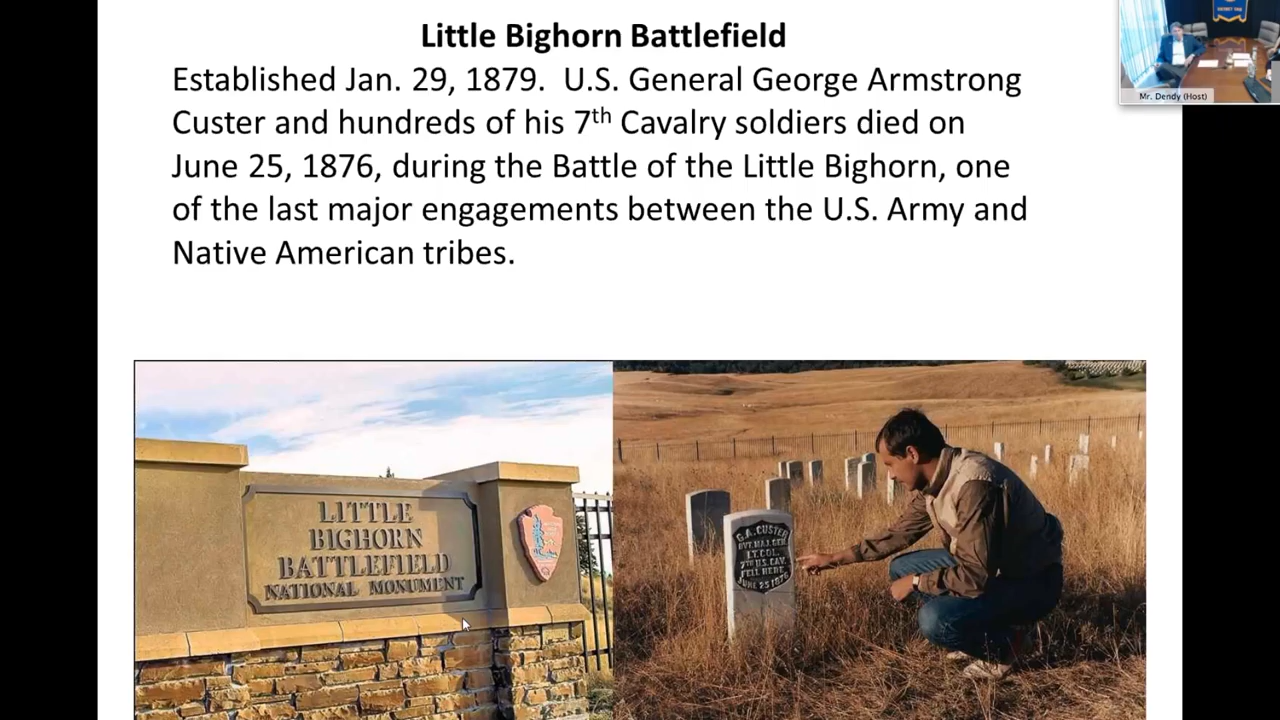 Little Bighorn Battlefield
Established Jan. 29, 1879. U.S. General George Armstrong
Custer and hundreds of his 7th Cavalry soldiers died on
June 25, 1876, during the Battle of the Little Bighorn, one
of the last major engagements between the U.S. Army and
Native American tribes.
Mr. Dendy (Host)
LITTLE
BIGHORN
BATTLEFIELD
NATIONAL MONUMENT
G.A. CUSTER
BVT. MAJ. GEN
LT. COL.
7TH U.S. CAV.
FELL HERE
JUNE 25 1876